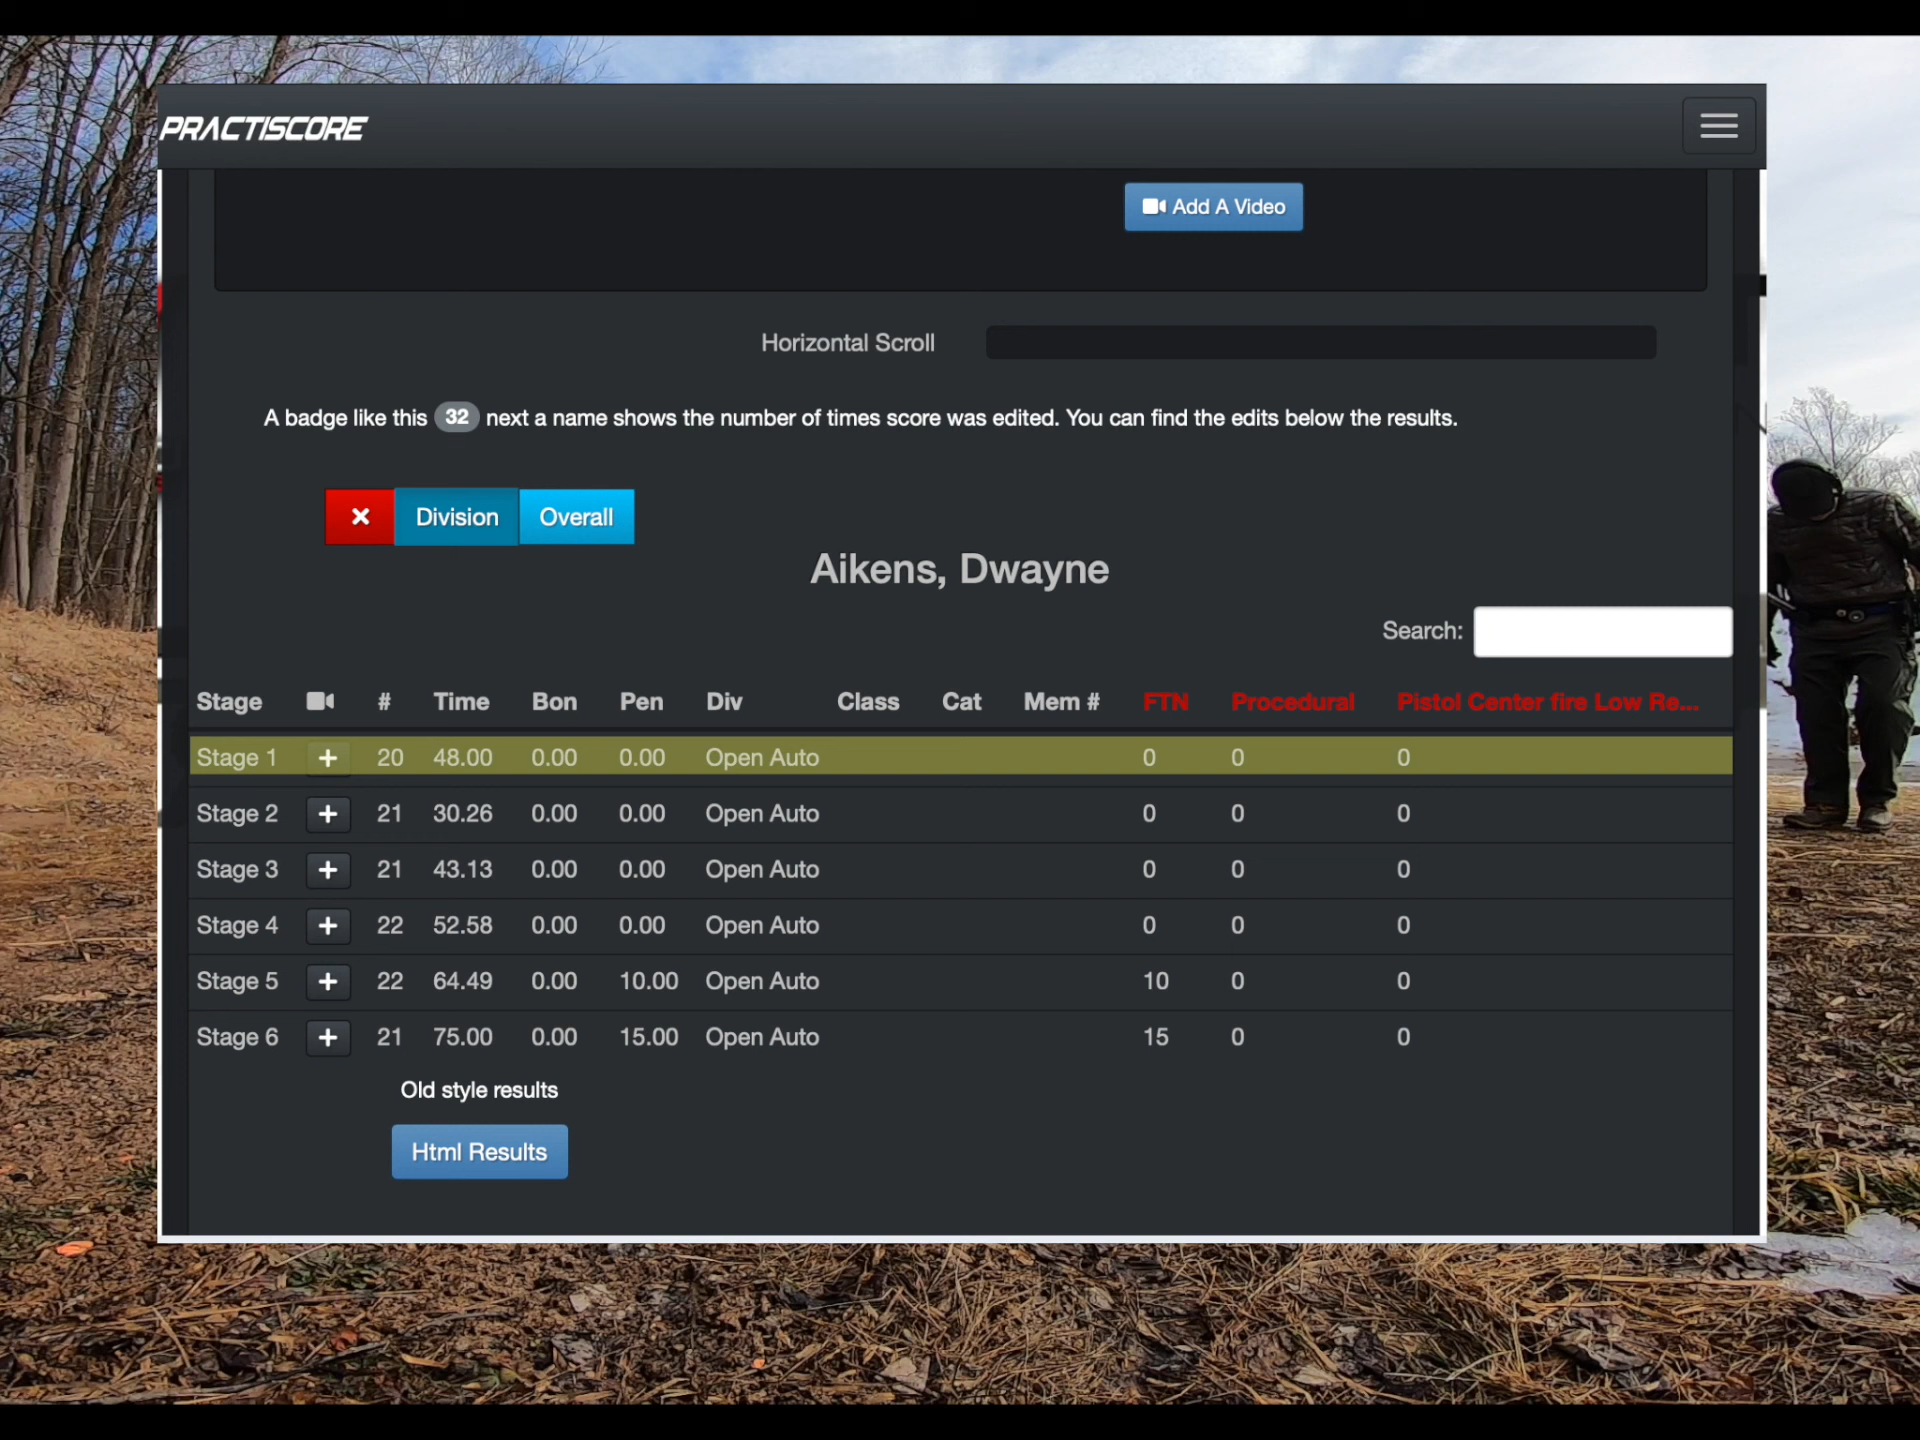 PRACTISCORE
Add A Video
Horizontal Scroll
A badge like this 32 next a name shows the number of times score was edited. You can find the edits below the results.
Division Overall
Aikens, Dwayne
Search:
Stage # Time Bon Pen Div Class Cat Mem # FTN Procedural Pistol Center fire Low Re...
Stage 1 + 20 48.00 0.00 0.00 Open Auto 0 0 0
Stage 2 + 21 30.26 0.00 0.00 Open Auto 0 0 0
Stage 3 + 21 43.13 0.00 0.00 Open Auto 0 0 0
Stage 4 + 22 52.58 0.00 0.00 Open Auto 0 0 0
Stage 5 + 22 64.49 0.00 10.00 Open Auto 10 0 0
Stage 6 + 21 75.00 0.00 15.00 Open Auto 15 0 0
Old style results
Html Results